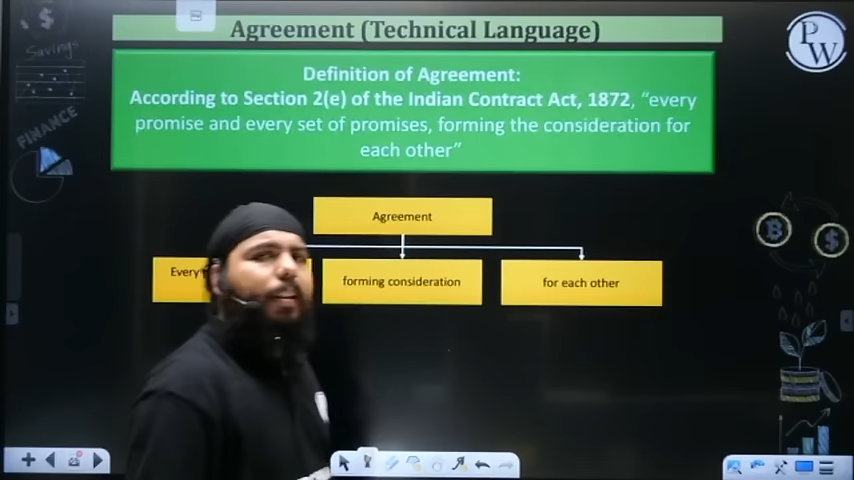 Agreement (Technical Language)
PW
Savings
FINANCE
Definition of Agreement:
According to Section 2(e) of the Indian Contract Act, 1872, “every
promise and every set of promises, forming the consideration for
each other”
Agreement
Every
forming consideration
for each other